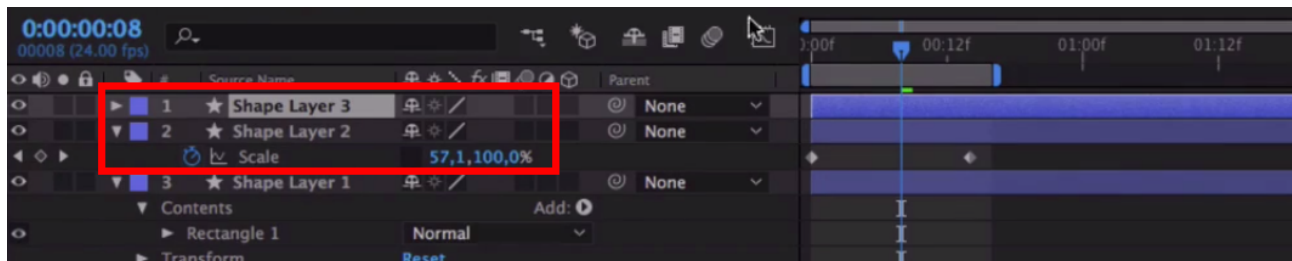 0:00:00:08
00008 (24.00 fps)
):00f 00:12f 01:00f 01:12f
# Source Name fx Parent
1 Shape Layer 3 None
2 Shape Layer 2 None
Scale 57,1,100,0%
3 Shape Layer 1 None
Contents Add:
Rectangle 1 Normal
Transform Reset